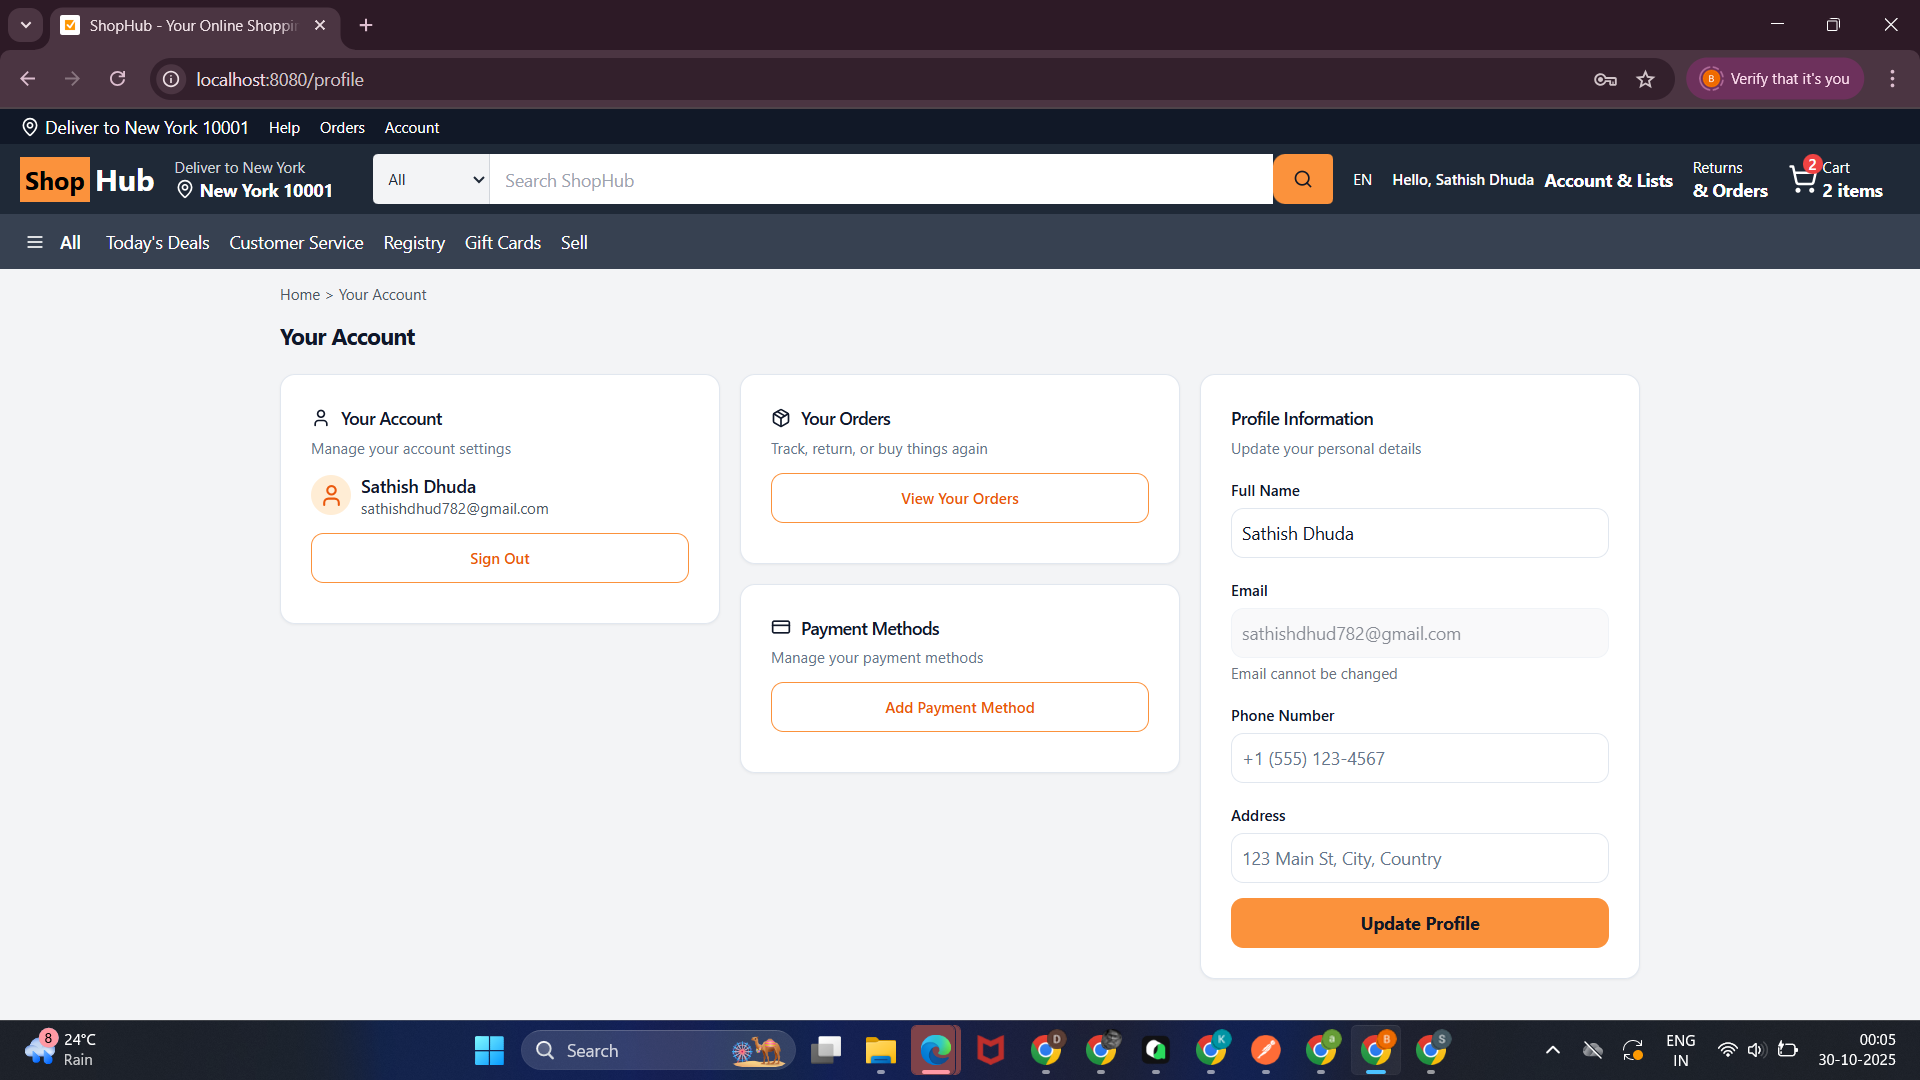 ShopHub - Your Online Shoppin
localhost:8080/profile
Verify that it's you
Deliver to New York 10001 Help Orders Account
Shop Hub
Deliver to New York
New York 10001
All
Search ShopHub
EN
Hello, Sathish Dhuda Account & Lists
Returns
& Orders
2 Cart
2 items
All Today's Deals Customer Service Registry Gift Cards Sell
Home > Your Account
Your Account
Your Account
Manage your account settings
Sathish Dhuda
sathishdhud782@gmail.com
Sign Out
Your Orders
Track, return, or buy things again
View Your Orders
Payment Methods
Manage your payment methods
Add Payment Method
Profile Information
Update your personal details
Full Name
Sathish Dhuda
Email
sathishdhud782@gmail.com
Email cannot be changed
Phone Number
+1 (555) 123-4567
Address
123 Main St, City, Country
Update Profile
8
24°C
Rain
Search
D
K
a
B
S
ENG
IN
00:05
30-10-2025